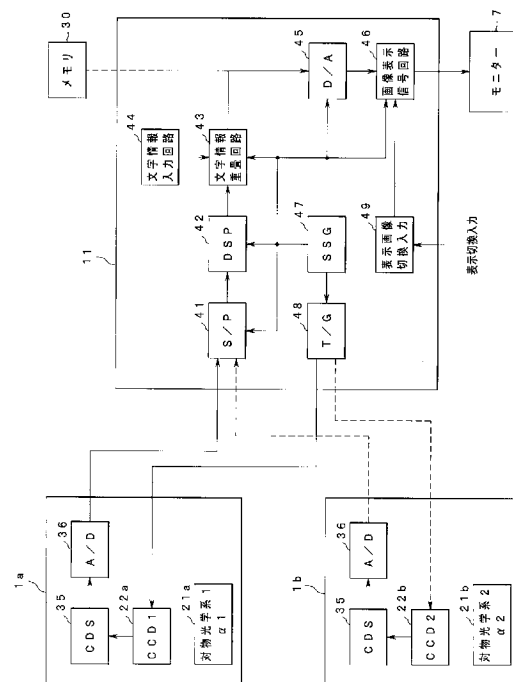 1a
CDS
35
A/D
36
CCD1
22a
対物光学系1
α1
21a
1b
CDS
35
A/D
36
CCD2
22b
対物光学系2
α2
21b
11
S/P
41
DSP
42
文字情報
重畳回路
43
文字情報
入力回路
44
T/G
48
SSG
47
D/A
45
画像表示
信号回路
46
表示画像
切換入力
49
表示切換入力
メモリ
30
モニター
7